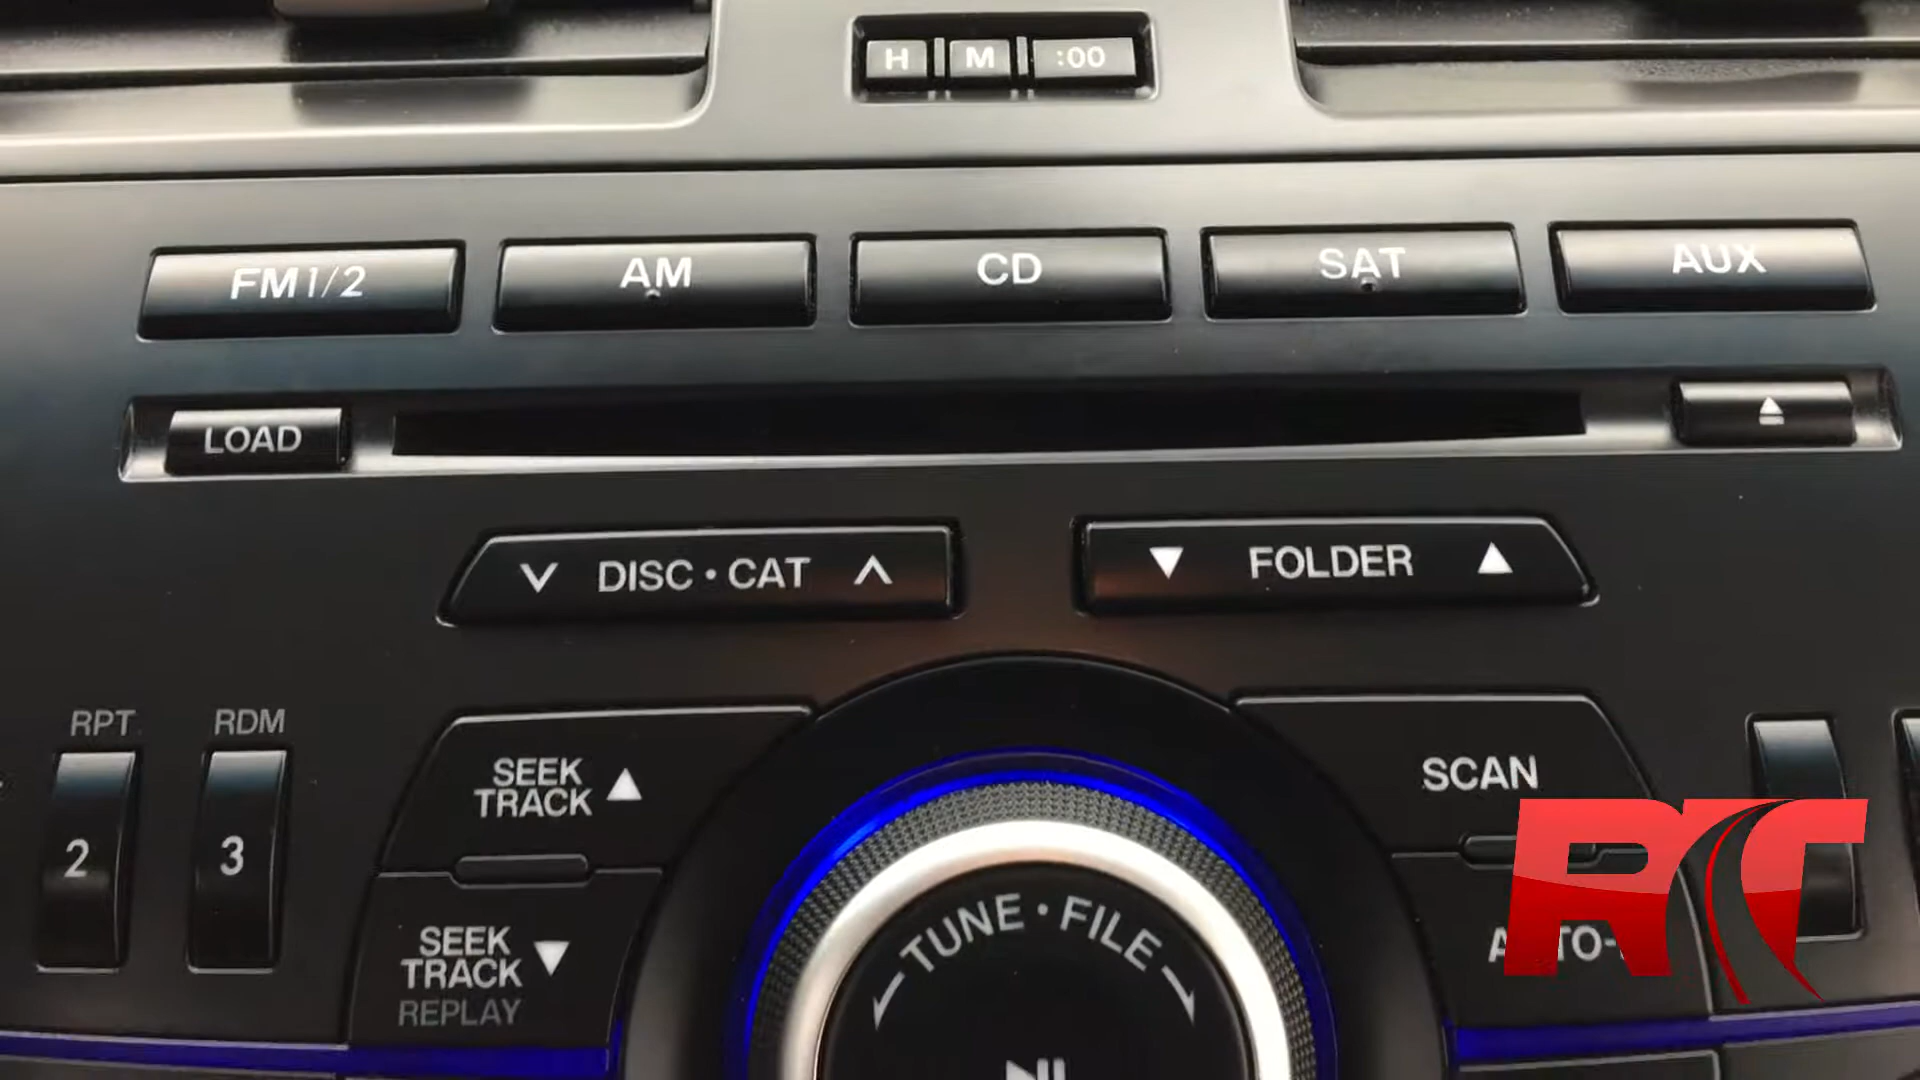 H M :00
FM1/2 AM CD SAT AUX
LOAD
DISC • CAT
FOLDER
RPT RDM
2 3
SEEK
TRACK
SCAN
SEEK
TRACK
REPLAY
TUNE • FILE
RT